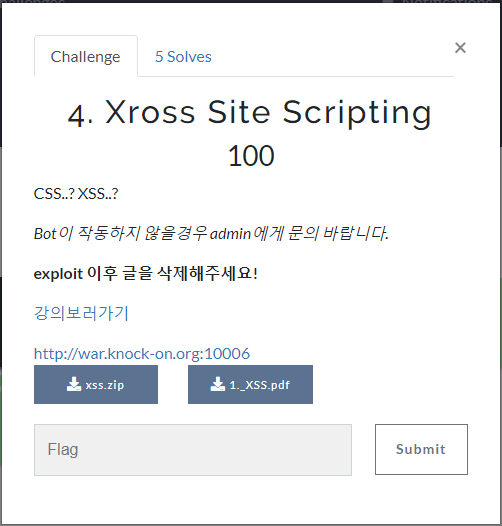 Challenge
5 Solves
×
4. Xross Site Scripting
100
CSS..? XSS..?
Bot이 작동하지 않을경우 admin에게 문의 바랍니다.
exploit 이후 글을 삭제해주세요!
강의보러가기
http://war.knock-on.org:10006
xss.zip
1._XSS.pdf
Flag
Submit